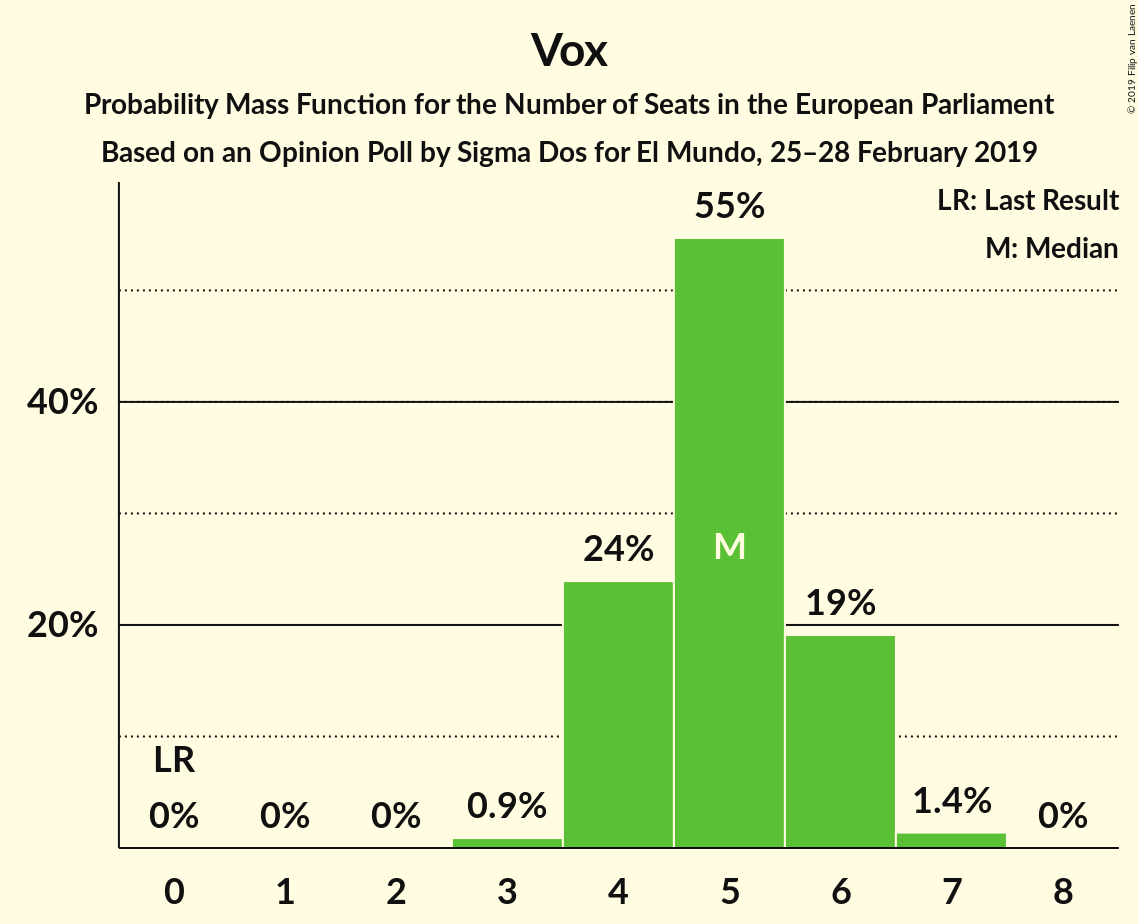 Vox
Probability Mass Function for the Number of Seats in the European Parliament
Based on an Opinion Poll by Sigma Dos for El Mundo, 25–28 February 2019
© 2019 Filip van Laenen
LR: Last Result
M: Median
55%
40%
24%
M
19%
20%
LR
0%
0%
0%
0.9%
1.4%
0%
0 1 2 3 4 5 6 7 8